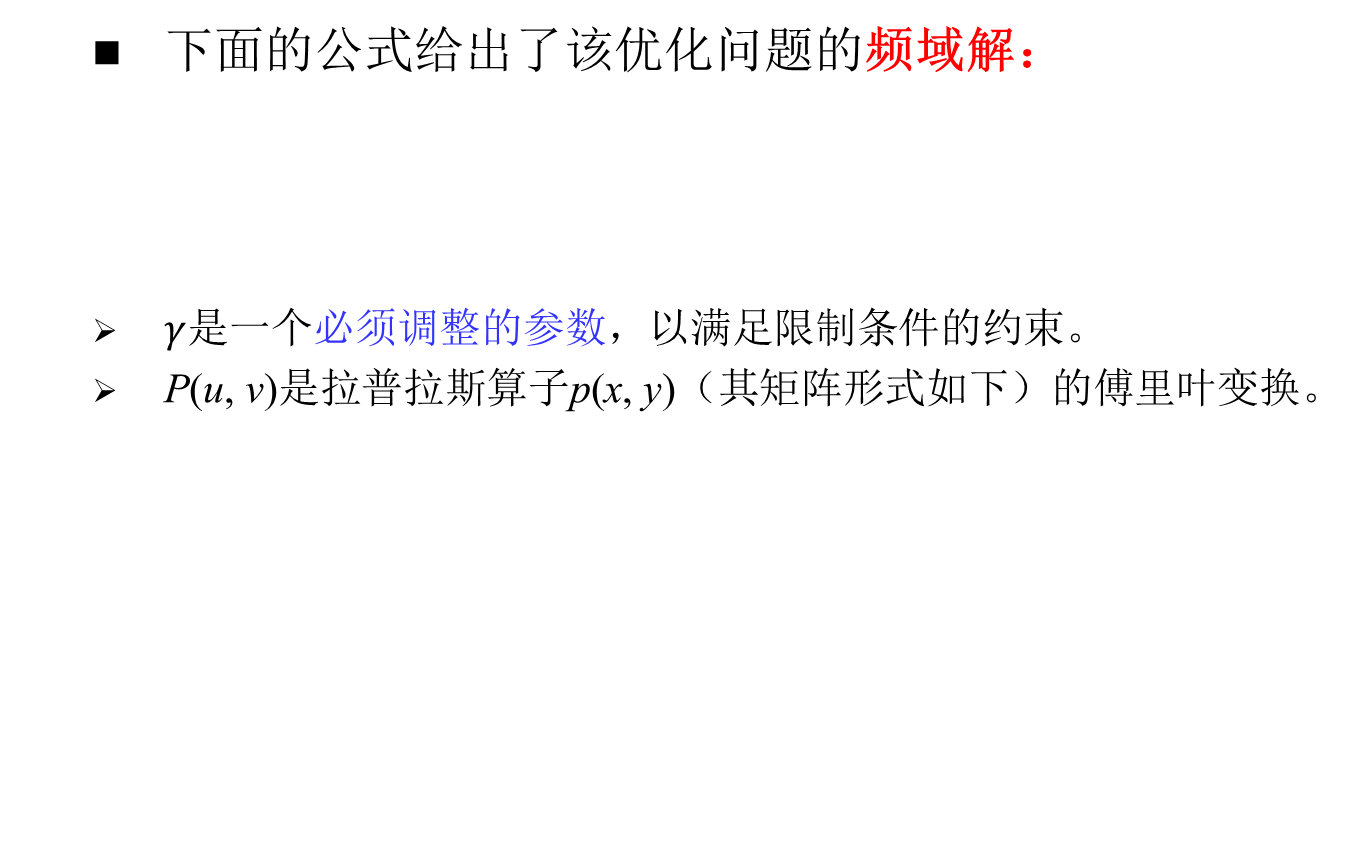 ■ 下面的公式给出了该优化问题的频域解：
➢ γ是一个必须调整的参数，以满足限制条件的约束。
➢ P(u, v)是拉普拉斯算子p(x, y)（其矩阵形式如下）的傅里叶变换。